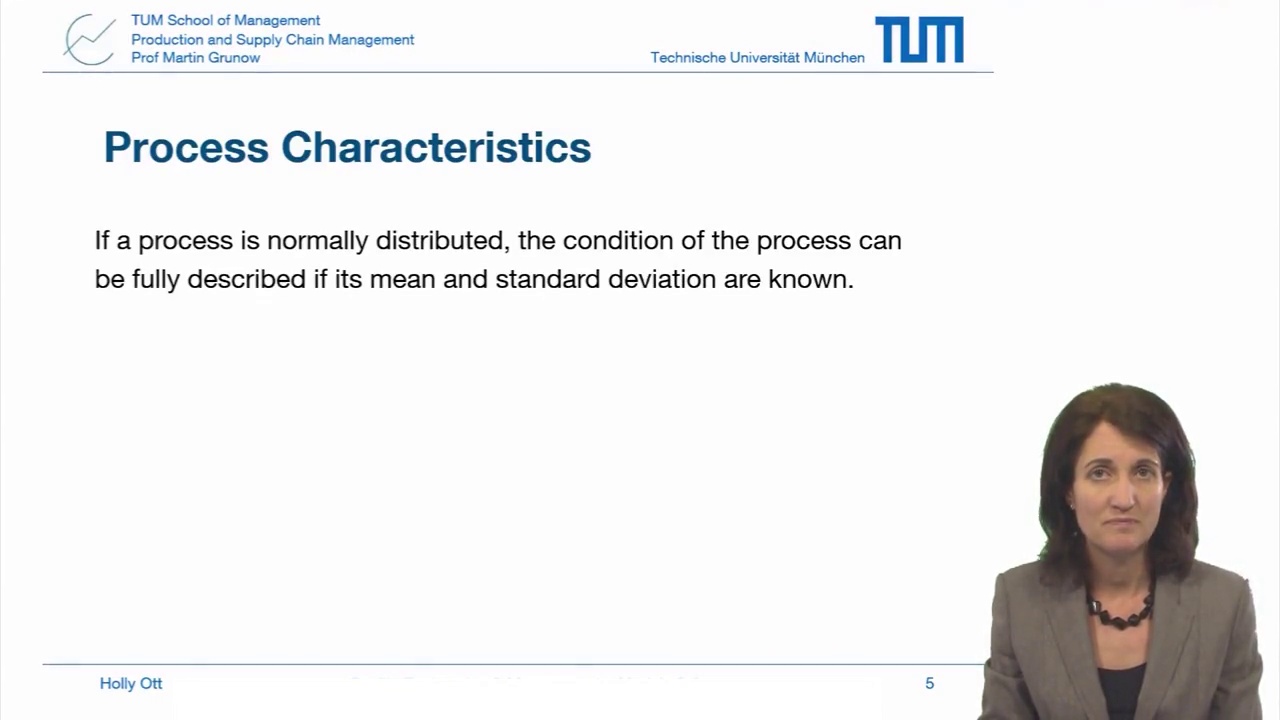 TUM School of Management
Production and Supply Chain Management
Prof Martin Grunow
Technische Universität München
TUM
Process Characteristics
If a process is normally distributed, the condition of the process can
be fully described if its mean and standard deviation are known.
Holly Ott
5